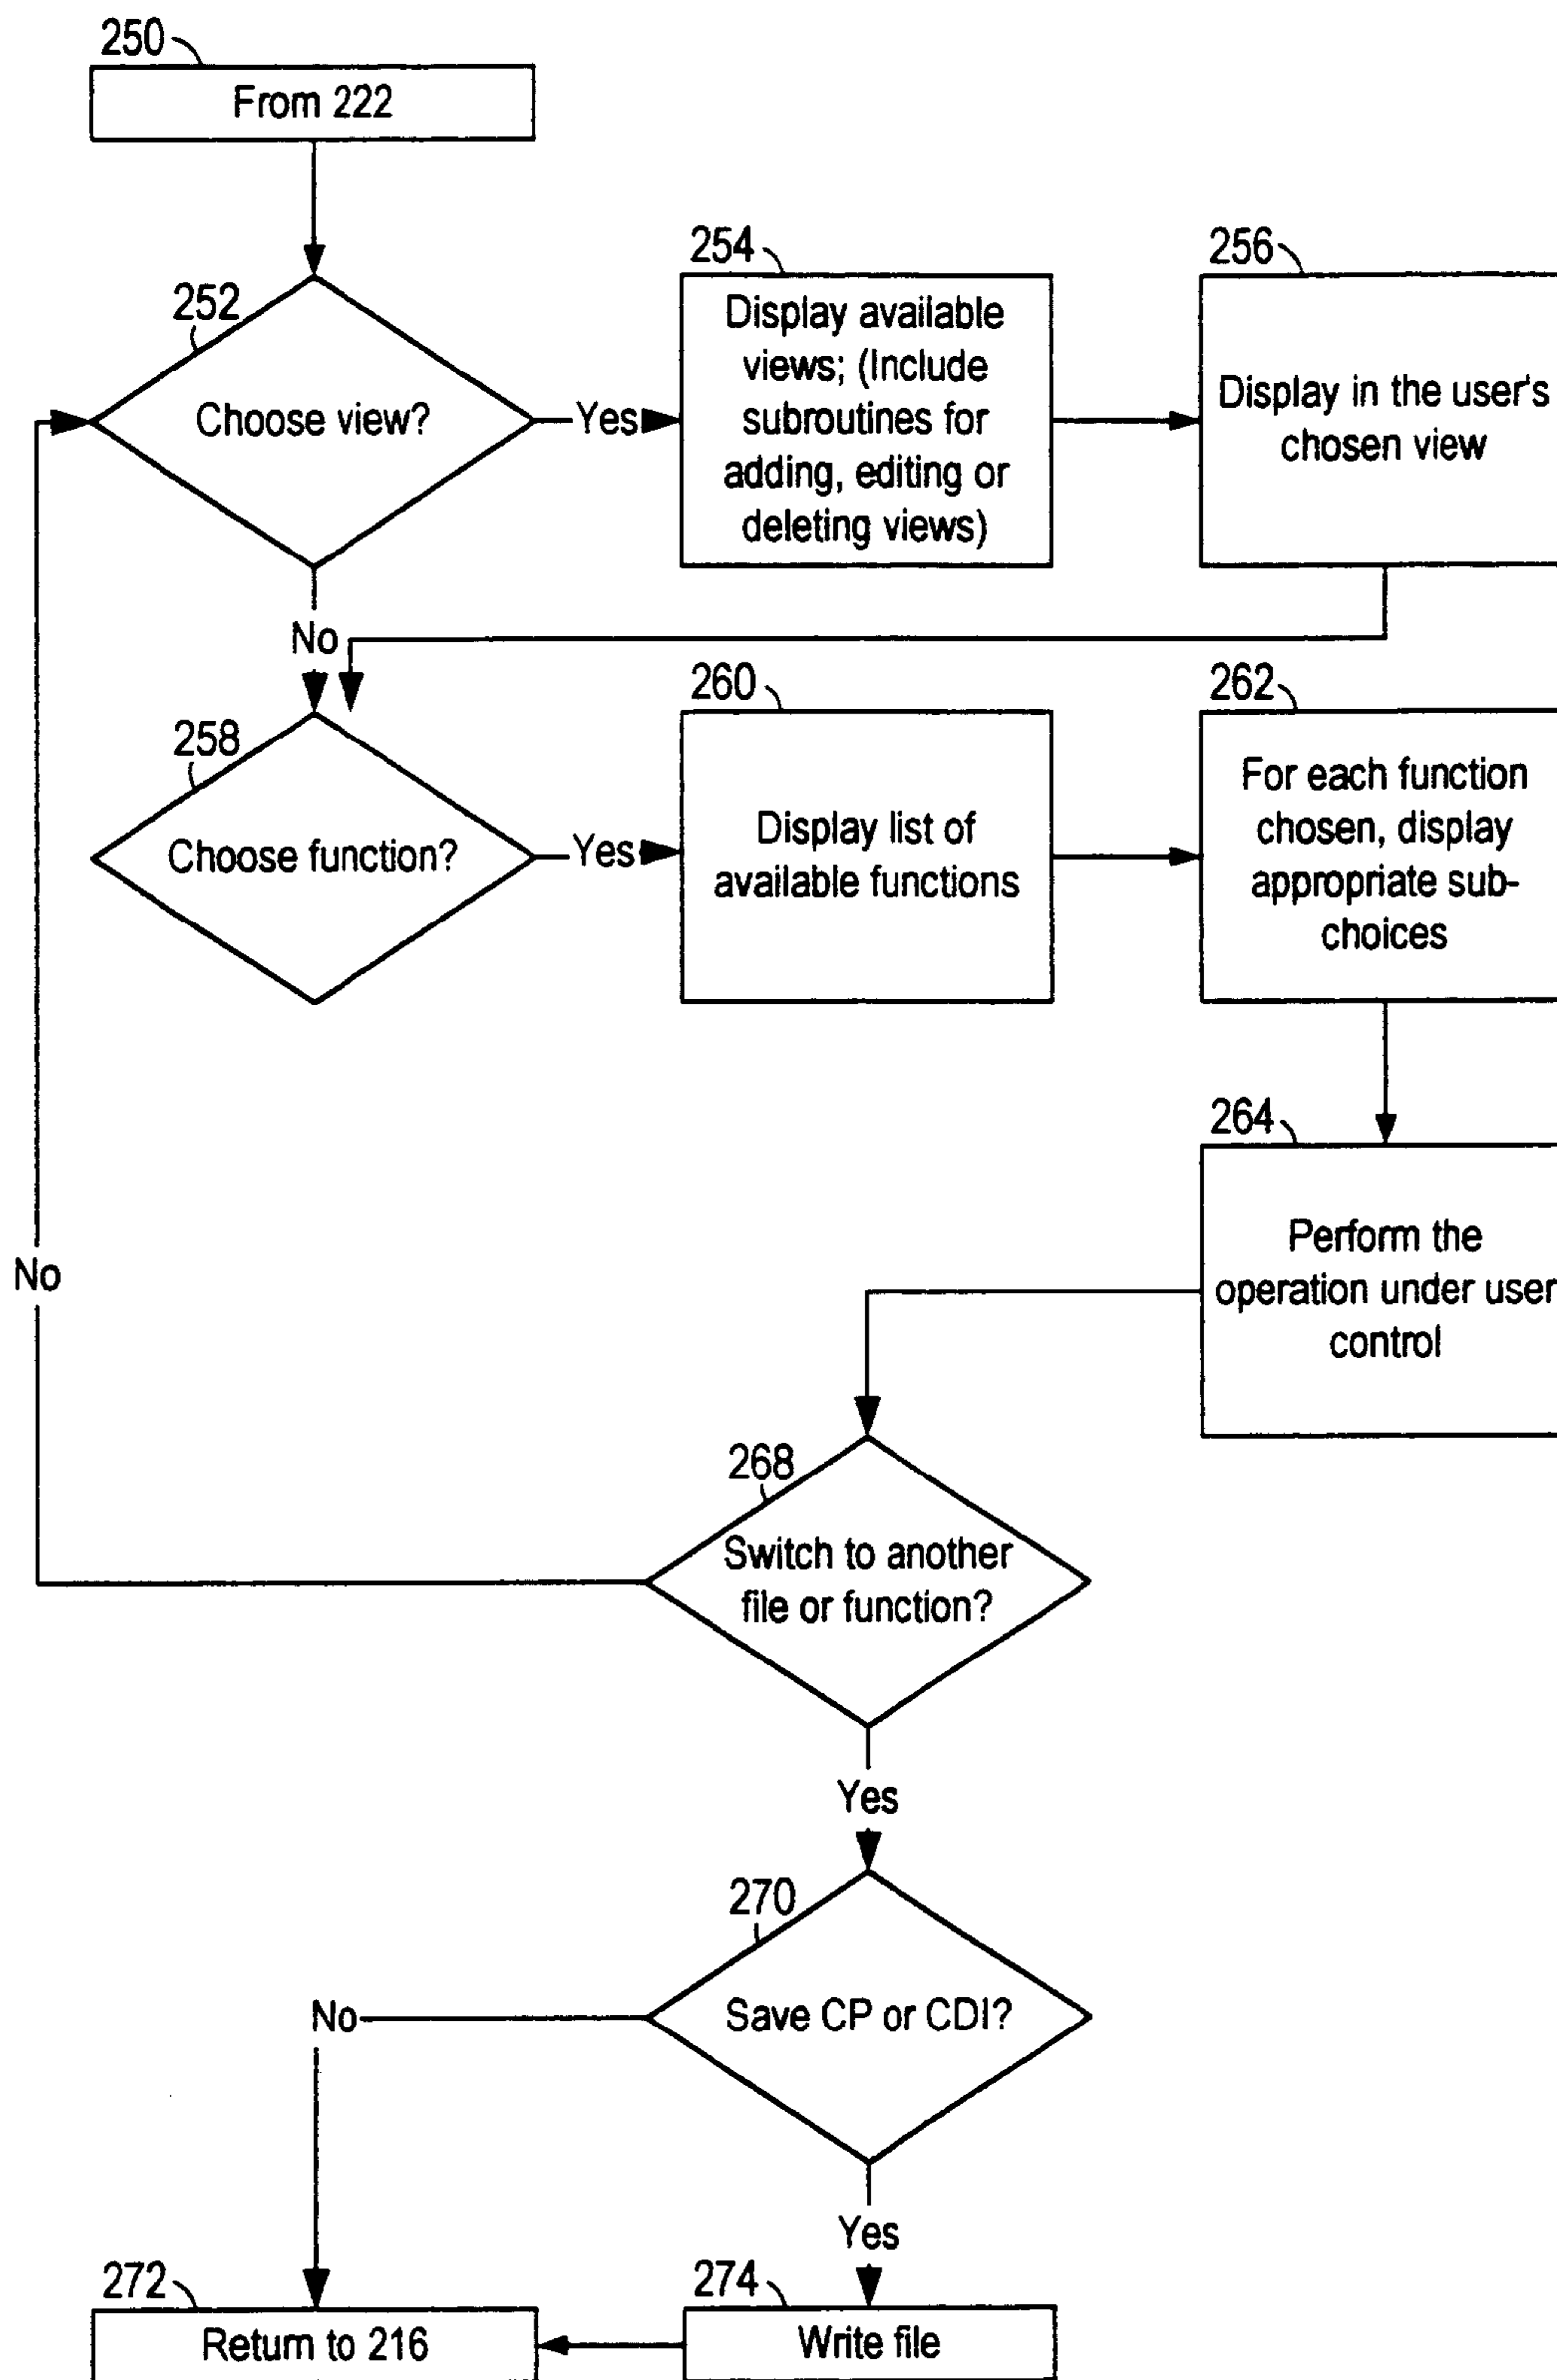 250
From 222
252
Choose view?
Yes
254
Display available
views; (Include
subroutines for
adding, editing or
deleting views)
256
Display in the user's
chosen view
No
258
Choose function?
Yes
260
Display list of
available functions
262
For each function
chosen, display
appropriate sub-
choices
264
Perform the
operation under user
control
No
268
Switch to another
file or function?
Yes
270
Save CP or CDI?
No
Yes
272
Return to 216
274
Write file